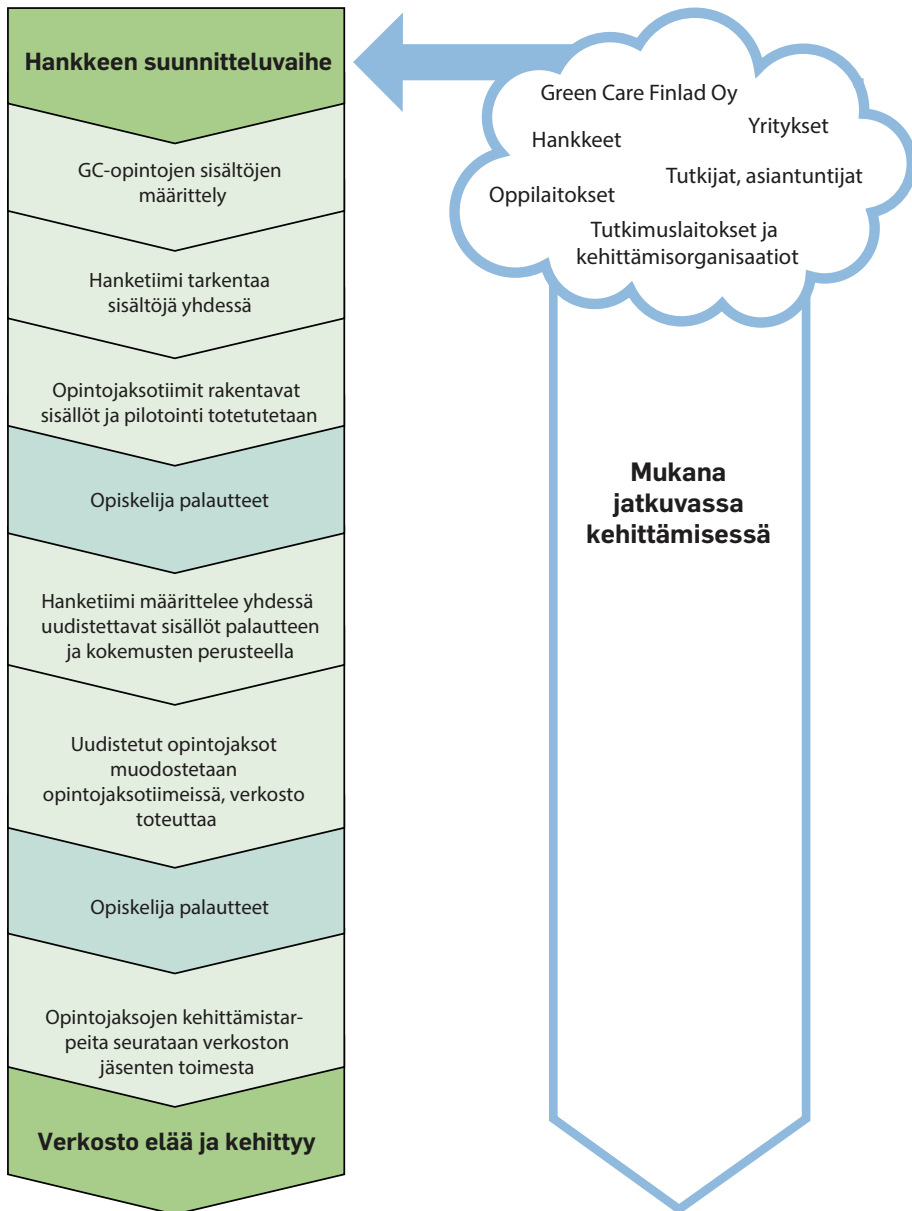 Hankkeen suunnitteluvaihe
GC-opintojen sisältöjen
määrittely
Hanketiimi tarkentaa
sisältöjä yhdessä
Opintojaksotiimit rakentavat
sisällöt ja pilotointi totetutetaan
Opiskelija palautteet
Hanketiimi määrittelee yhdessä
uudistettavat sisällöt palautteen
ja kokemusten perusteella
Uudistetut opintojaksot
muodostetaan
opintojaksotiimeissä, verkosto
toteuttaa
Opiskelija palautteet
Opintojaksojen kehittämistar-
peita seurataan verkoston
jäsenten toimesta
Verkosto elää ja kehittyy
Green Care Finlad Oy
Yritykset
Hankkeet
Tutkijat, asiantuntijat
Oppilaitokset
Tutkimuslaitokset ja
kehittämisorganisaatiot
Mukana
jatkuvassa
kehittämisessä